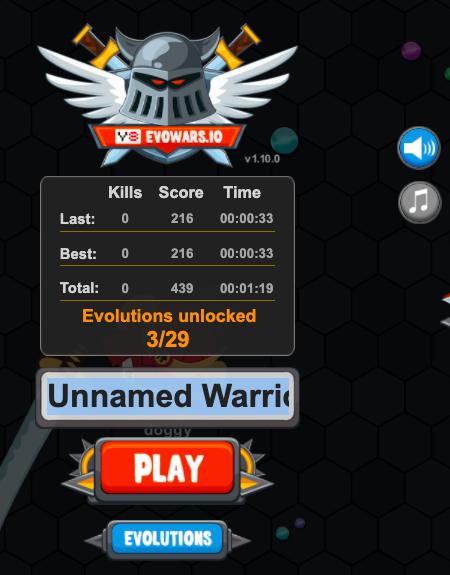 Y8 EVOWARS.IO
v1.10.0
Kills Score Time
Last: 0 216 00:00:33
Best: 0 216 00:00:33
Total: 0 439 00:01:19
Evolutions unlocked
3/29
Unnamed Warrio
doggy
PLAY
EVOLUTIONS